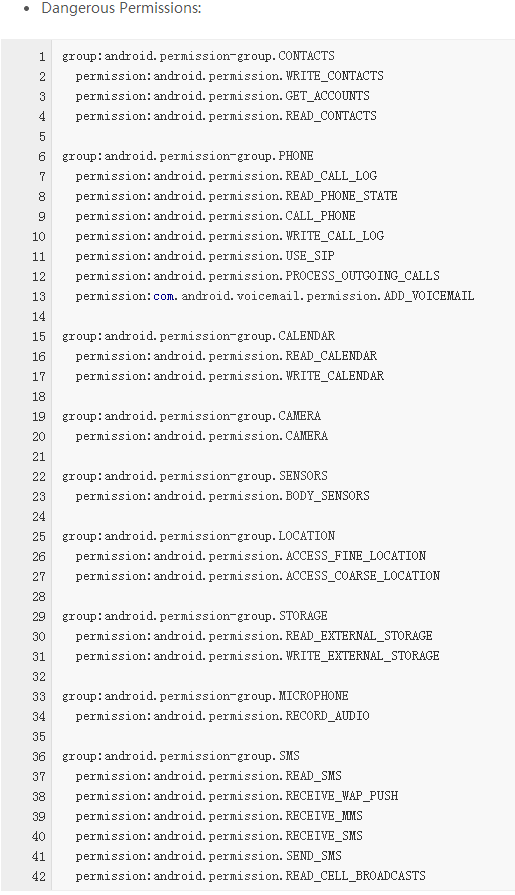 • Dangerous Permissions:
1 group:android.permission-group.CONTACTS
2 permission:android.permission.WRITE_CONTACTS
3 permission:android.permission.GET_ACCOUNTS
4 permission:android.permission.READ_CONTACTS
5
6 group:android.permission-group.PHONE
7 permission:android.permission.READ_CALL_LOG
8 permission:android.permission.READ_PHONE_STATE
9 permission:android.permission.CALL_PHONE
10 permission:android.permission.WRITE_CALL_LOG
11 permission:android.permission.USE_SIP
12 permission:android.permission.PROCESS_OUTGOING_CALLS
13 permission:com.android.voicemail.permission.ADD_VOICEMAIL
14
15 group:android.permission-group.CALENDAR
16 permission:android.permission.READ_CALENDAR
17 permission:android.permission.WRITE_CALENDAR
18
19 group:android.permission-group.CAMERA
20 permission:android.permission.CAMERA
21
22 group:android.permission-group.SENSORS
23 permission:android.permission.BODY_SENSORS
24
25 group:android.permission-group.LOCATION
26 permission:android.permission.ACCESS_FINE_LOCATION
27 permission:android.permission.ACCESS_COARSE_LOCATION
28
29 group:android.permission-group.STORAGE
30 permission:android.permission.READ_EXTERNAL_STORAGE
31 permission:android.permission.WRITE_EXTERNAL_STORAGE
32
33 group:android.permission-group.MICROPHONE
34 permission:android.permission.RECORD_AUDIO
35
36 group:android.permission-group.SMS
37 permission:android.permission.READ_SMS
38 permission:android.permission.RECEIVE_WAP_PUSH
39 permission:android.permission.RECEIVE_MMS
40 permission:android.permission.RECEIVE_SMS
41 permission:android.permission.SEND_SMS
42 permission:android.permission.READ_CELL_BROADCASTS